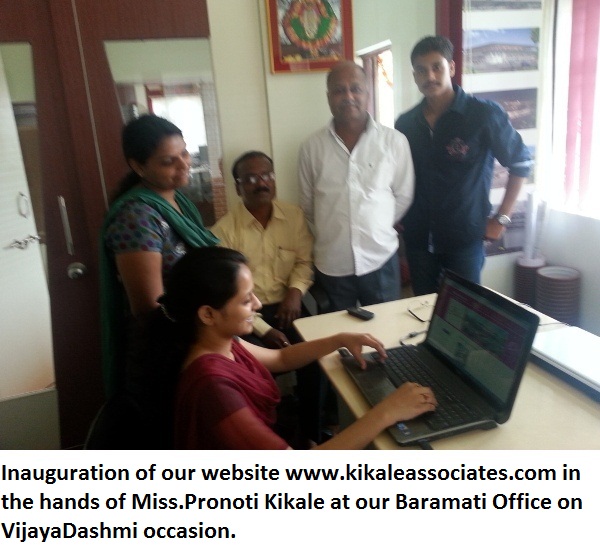 Inauguration of our website www.kikaleassociates.com in
the hands of Miss.Pronoti Kikale at our Baramati Office on
VijayaDashmi occasion.